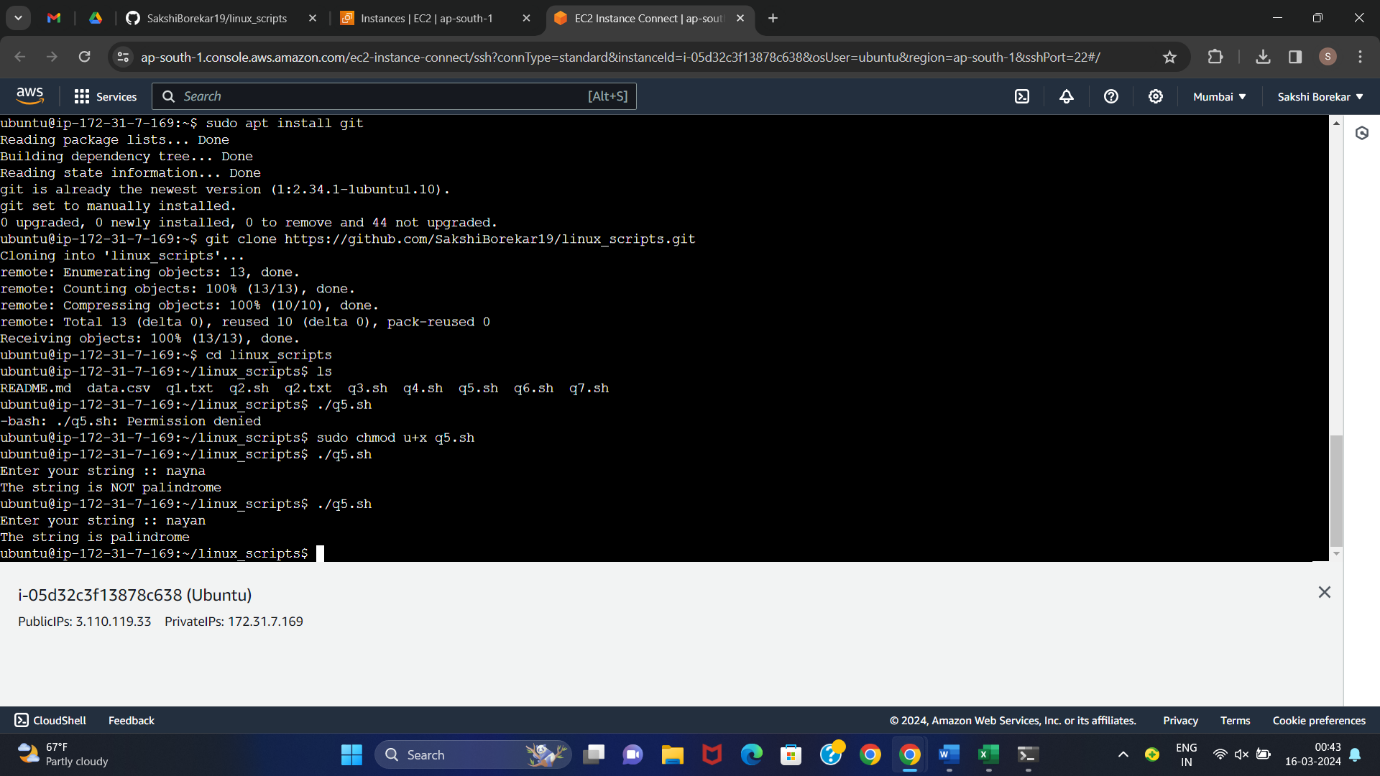 SakshiBorekar19/linux_scripts
Instances | EC2 | ap-south-1
EC2 Instance Connect | ap-sout
ap-south-1.console.aws.amazon.com/ec2-instance-connect/ssh?connType=standard&instanceId=i-05d32c3f13878c638&osUser=ubuntu&region=ap-south-1&sshPort=22#/
S
aws Services Search [Alt+S] Mumbai Sakshi Borekar
ubuntu@ip-172-31-7-169:~$ sudo apt install git
Reading package lists... Done
Building dependency tree... Done
Reading state information... Done
git is already the newest version (1:2.34.1-1ubuntu1.10).
git set to manually installed.
0 upgraded, 0 newly installed, 0 to remove and 44 not upgraded.
ubuntu@ip-172-31-7-169:~$ git clone https://github.com/SakshiBorekar19/linux_scripts.git
Cloning into 'linux_scripts'...
remote: Enumerating objects: 13, done.
remote: Counting objects: 100% (13/13), done.
remote: Compressing objects: 100% (10/10), done.
remote: Total 13 (delta 0), reused 10 (delta 0), pack-reused 0
Receiving objects: 100% (13/13), done.
ubuntu@ip-172-31-7-169:~$ cd linux_scripts
ubuntu@ip-172-31-7-169:~/linux_scripts$ ls
README.md data.csv q1.txt q2.sh q2.txt q3.sh q4.sh q5.sh q6.sh q7.sh
ubuntu@ip-172-31-7-169:~/linux_scripts$ ./q5.sh
-bash: ./q5.sh: Permission denied
ubuntu@ip-172-31-7-169:~/linux_scripts$ sudo chmod u+x q5.sh
ubuntu@ip-172-31-7-169:~/linux_scripts$ ./q5.sh
Enter your string :: nayna
The string is NOT palindrome
ubuntu@ip-172-31-7-169:~/linux_scripts$ ./q5.sh
Enter your string :: nayan
The string is palindrome
ubuntu@ip-172-31-7-169:~/linux_scripts$
i-05d32c3f13878c638 (Ubuntu)
PublicIPs: 3.110.119.33 PrivateIPs: 172.31.7.169
CloudShell Feedback © 2024, Amazon Web Services, Inc. or its affiliates. Privacy Terms Cookie preferences
67°F
Partly cloudy
Search
ENG
IN
00:43
16-03-2024